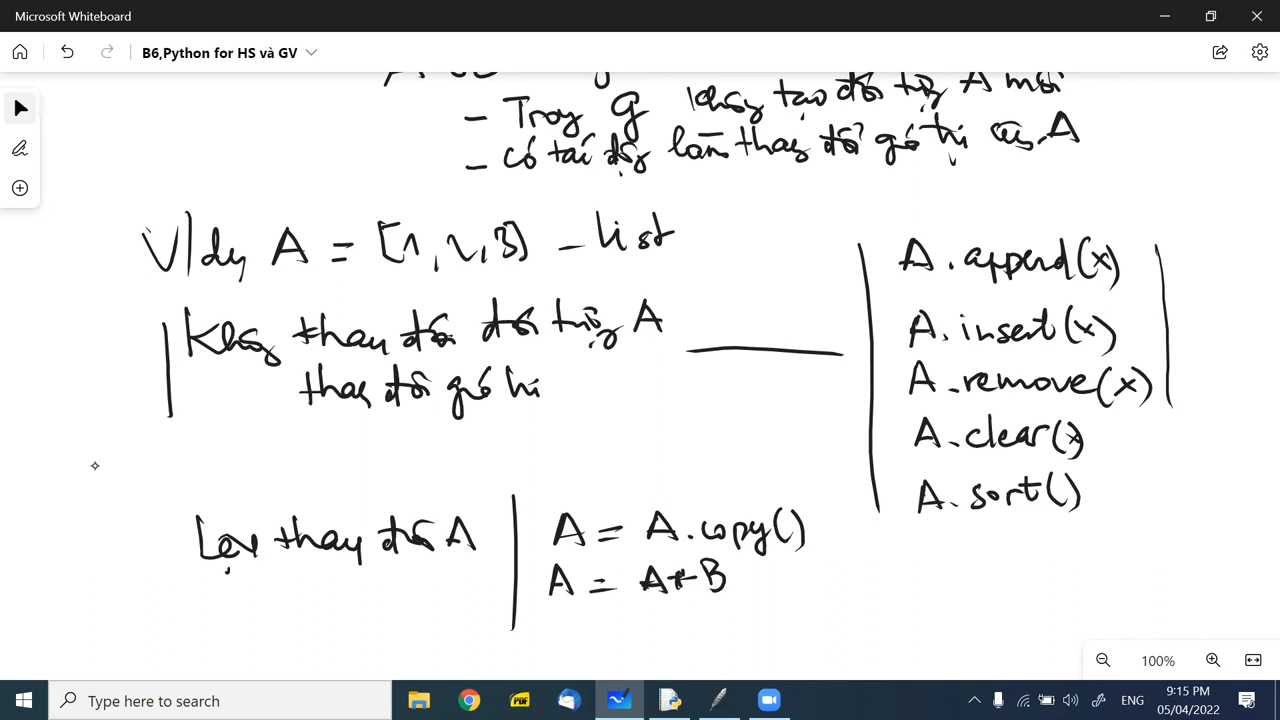 Microsoft Whiteboard
B6,Python for HS và GV
- Trong G không tạo đối tượng A mới
- có tác động làm thay đổi giá trị của A
V/dụ A = [1, 2, 3] - list
Không thay đổi đối tượng A
thay đổi giá trị
A.append(x)
A.insert(x)
A.remove(x)
A.clear(x)
A.sort()
thay đổi A
A = A.copy()
A = A+B
100%
Type here to search
PDF
ENG
9:15 PM
05/04/2022